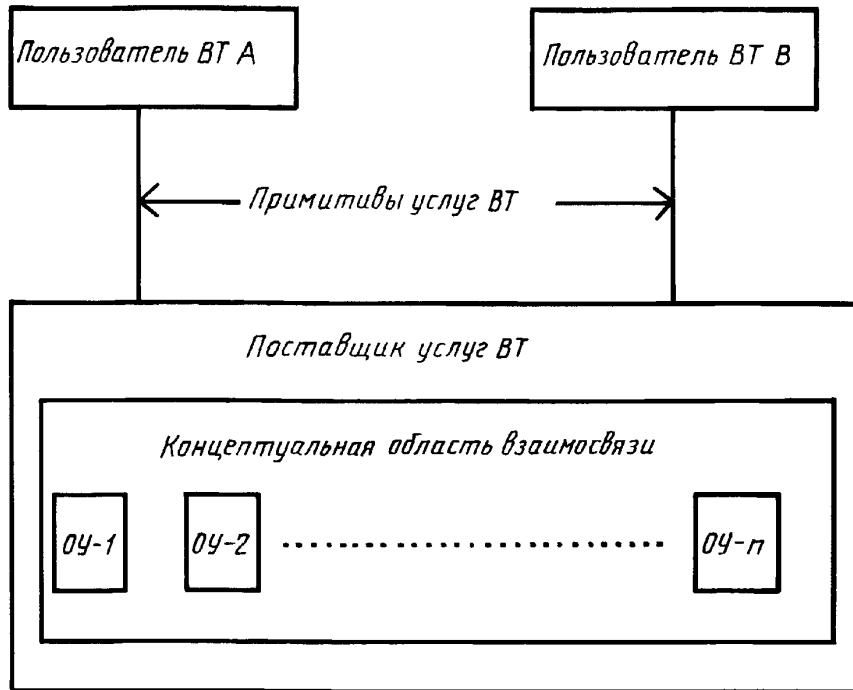 Пользователь ВТ А
Пользователь ВТ В
Примитивы услуг ВТ
Поставщик услуг ВТ
Концептуальная область взаимосвязи
ОУ-1
ОУ-2
ОУ-п